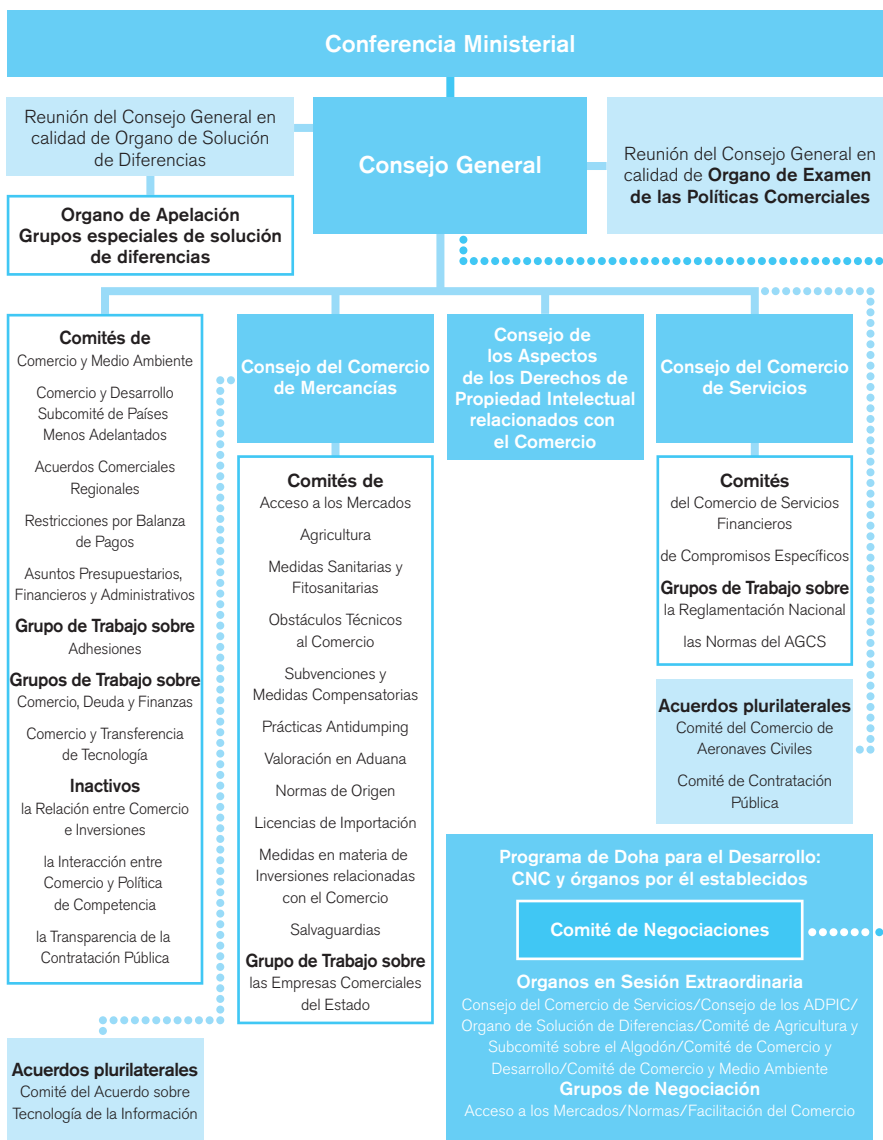 Conferencia Ministerial
Reunión del Consejo General en
calidad de Organo de Solución
de Diferencias
Consejo General
Reunión del Consejo General en
calidad de Organo de Examen
de las Políticas Comerciales
Organo de Apelación
Grupos especiales de solución
de diferencias
Comités de
Comercio y Medio Ambiente
Comercio y Desarrollo
Subcomité de Países
Menos Adelantados
Acuerdos Comerciales
Regionales
Restricciones por Balanza
de Pagos
Asuntos Presupuestarios,
Financieros y Administrativos
Grupo de Trabajo sobre
Adhesiones
Grupos de Trabajo sobre
Comercio, Deuda y Finanzas
Comercio y Transferencia
de Tecnología
Inactivos
la Relación entre Comercio
e Inversiones
la Interacción entre
Comercio y Política
de Competencia
la Transparencia de la
Contratación Pública
Acuerdos plurilaterales
Comité del Acuerdo sobre
Tecnología de la Información
Consejo del Comercio
de Mercancías
Comités de
Acceso a los Mercados
Agricultura
Medidas Sanitarias y
Fitosanitarias
Obstáculos Técnicos
al Comercio
Subvenciones y
Medidas Compensatorias
Prácticas Antidumping
Valoración en Aduana
Normas de Origen
Licencias de Importación
Medidas en materia de
Inversiones relacionadas
con el Comercio
Salvaguardias
Grupo de Trabajo sobre
las Empresas Comerciales
del Estado
Consejo de
los Aspectos
de los Derechos de
Propiedad Intelectual
relacionados con
el Comercio
Consejo del Comercio
de Servicios
Comités
del Comercio de Servicios
Financieros
de Compromisos Específicos
Grupos de Trabajo sobre
la Reglamentación Nacional
las Normas del AGCS
Acuerdos plurilaterales
Comité del Comercio de
Aeronaves Civiles
Comité de Contratación
Pública
Programa de Doha para el Desarrollo:
CNC y órganos por él establecidos
Comité de Negociaciones
Organos en Sesión Extraordinaria
Consejo del Comercio de Servicios/Consejo de los ADPIC/
Organo de Solución de Diferencias/Comité de Agricultura y
Subcomité sobre el Algodón/Comité de Comercio y
Desarrollo/Comité de Comercio y Medio Ambiente
Grupos de Negociación
Acceso a los Mercados/Normas/Facilitación del Comercio